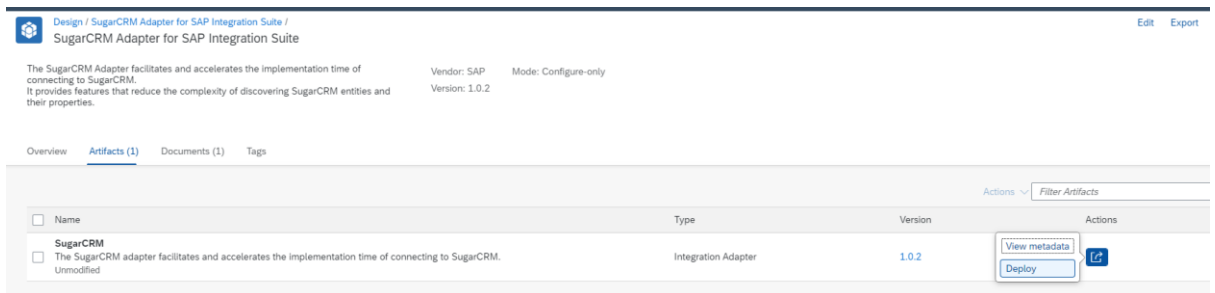 Design / SugarCRM Adapter for SAP Integration Suite /
Edit Export
SugarCRM Adapter for SAP Integration Suite
The SugarCRM Adapter facilitates and accelerates the implementation time of
connecting to SugarCRM.
It provides features that reduce the complexity of discovering SugarCRM entities and
their properties.
Vendor: SAP Mode: Configure-only
Version: 1.0.2
Overview Artifacts (1) Documents (1) Tags
Actions Filter Artifacts
Name Type Version Actions
SugarCRM
The SugarCRM adapter facilitates and accelerates the implementation time of connecting to SugarCRM.
Unmodified
Integration Adapter 1.0.2
View metadata
Deploy